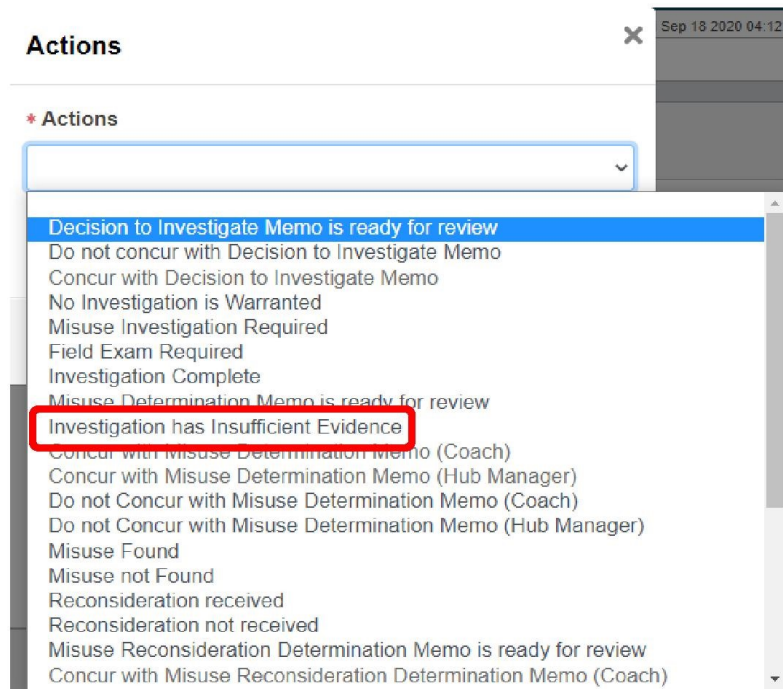 Actions
Sep 18 2020 04:12
* Actions
Decision to Investigate Memo is ready for review
Do not concur with Decision to Investigate Memo
Concur with Decision to Investigate Memo
No Investigation is Warranted
Misuse Investigation Required
Field Exam Required
Investigation Complete
Misuse Determination Memo is ready for review
Investigation has Insufficient Evidence
Concur with Misuse Determination Memo (Coach)
Concur with Misuse Determination Memo (Hub Manager)
Do not Concur with Misuse Determination Memo (Coach)
Do not Concur with Misuse Determination Memo (Hub Manager)
Misuse Found
Misuse not Found
Reconsideration received
Reconsideration not received
Misuse Reconsideration Determination Memo is ready for review
Concur with Misuse Reconsideration Determination Memo (Coach)